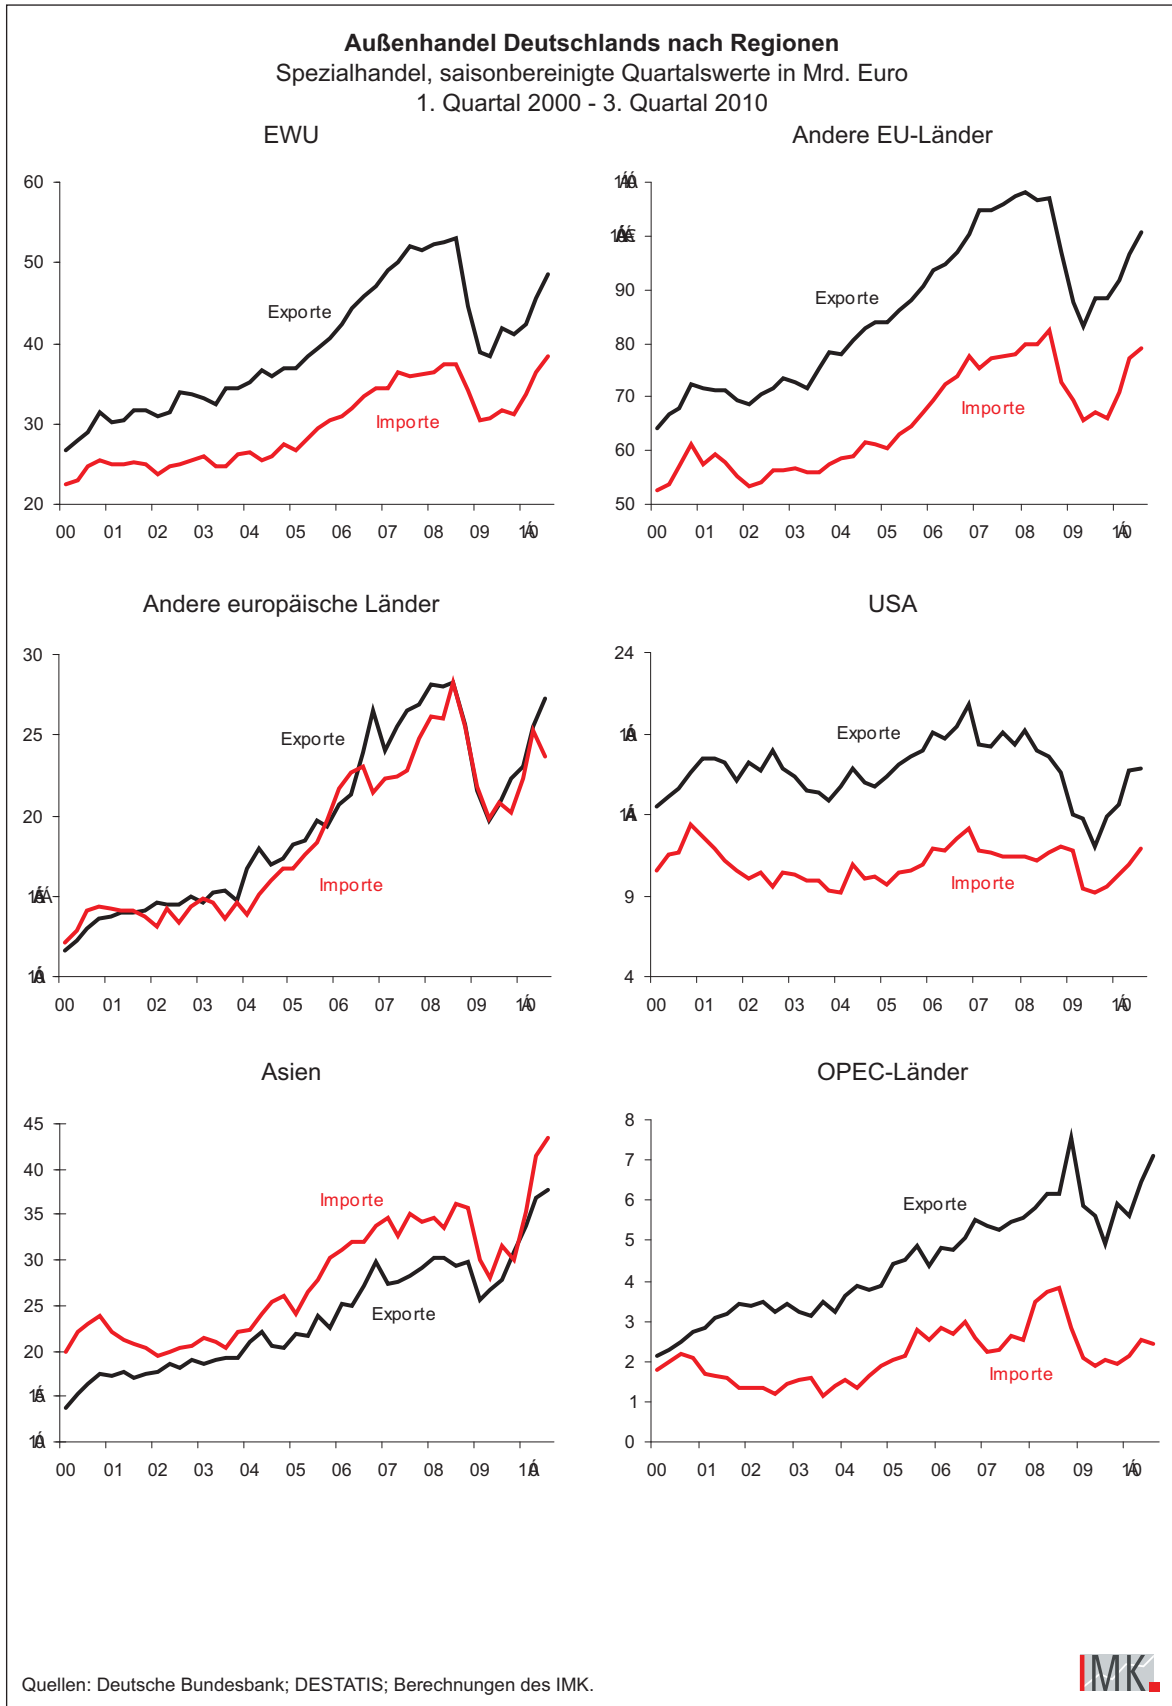 Außenhandel Deutschlands nach Regionen
Spezialhandel, saisonbereinigte Quartalswerte in Mrd. Euro
1. Quartal 2000 - 3. Quartal 2010
EWU
60
50
40
30
20
Exporte
Importe
00 01 02 03 04 05 06 07 08 09
Andere EU-Länder
90
80
70
60
50
Exporte
Importe
00 01 02 03 04 05 06 07 08 09
Andere europäische Länder
30
25
20
Exporte
Importe
00 01 02 03 04 05 06 07 08 09
USA
24
9
4
Exporte
Importe
00 01 02 03 04 05 06 07 08 09
Asien
45
40
35
30
25
20
Importe
Exporte
00 01 02 03 04 05 06 07 08 09
OPEC-Länder
8
7
6
5
4
3
2
1
0
Exporte
Importe
00 01 02 03 04 05 06 07 08 09
Quellen: Deutsche Bundesbank; DESTATIS; Berechnungen des IMK.
IMK